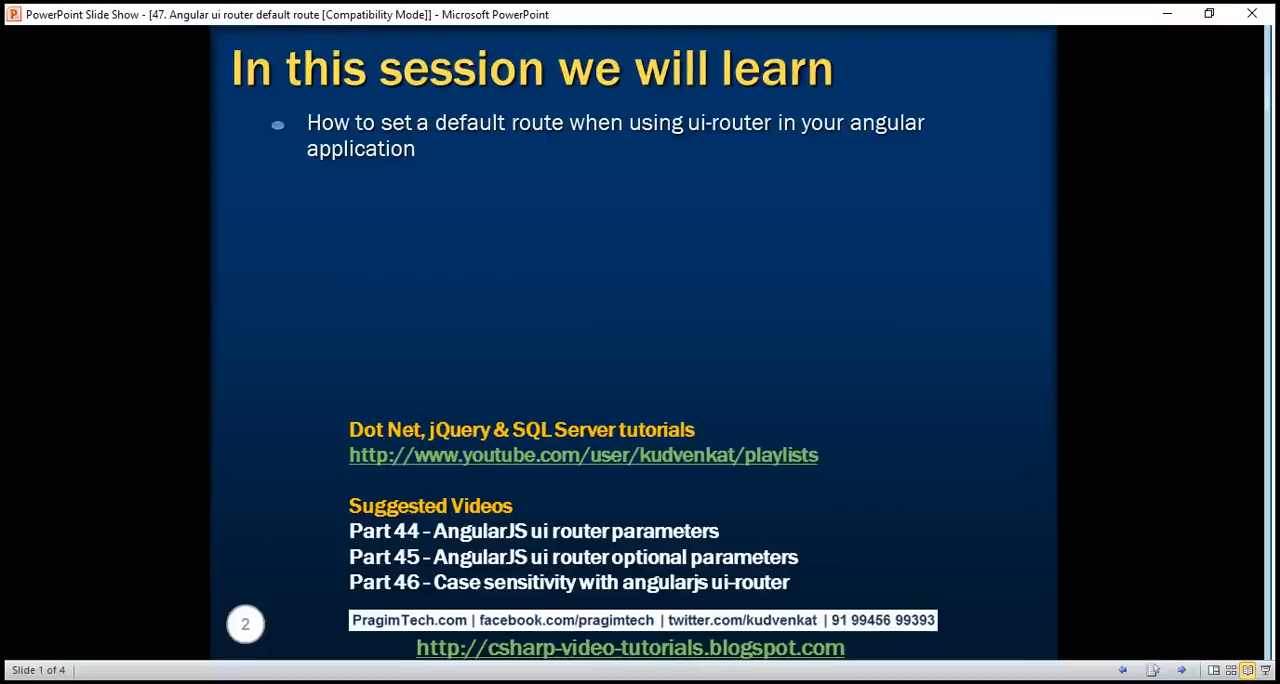 PowerPoint Slide Show - [47. Angular ui router default route [Compatibility Mode]] - Microsoft PowerPoint
In this session we will learn
How to set a default route when using ui-router in your angular
application
Dot Net, jQuery & SQL Server tutorials
http://www.youtube.com/user/kudvenkat/playlists
Suggested Videos
Part 44 - AngularJS ui router parameters
Part 45 - AngularJS ui router optional parameters
Part 46 - Case sensitivity with angularjs ui-router
PragimTech.com | facebook.com/pragimtech | twitter.com/kudvenkat | 91 99456 99393
2
http://csharp-video-tutorials.blogspot.com
Slide 1 of 4